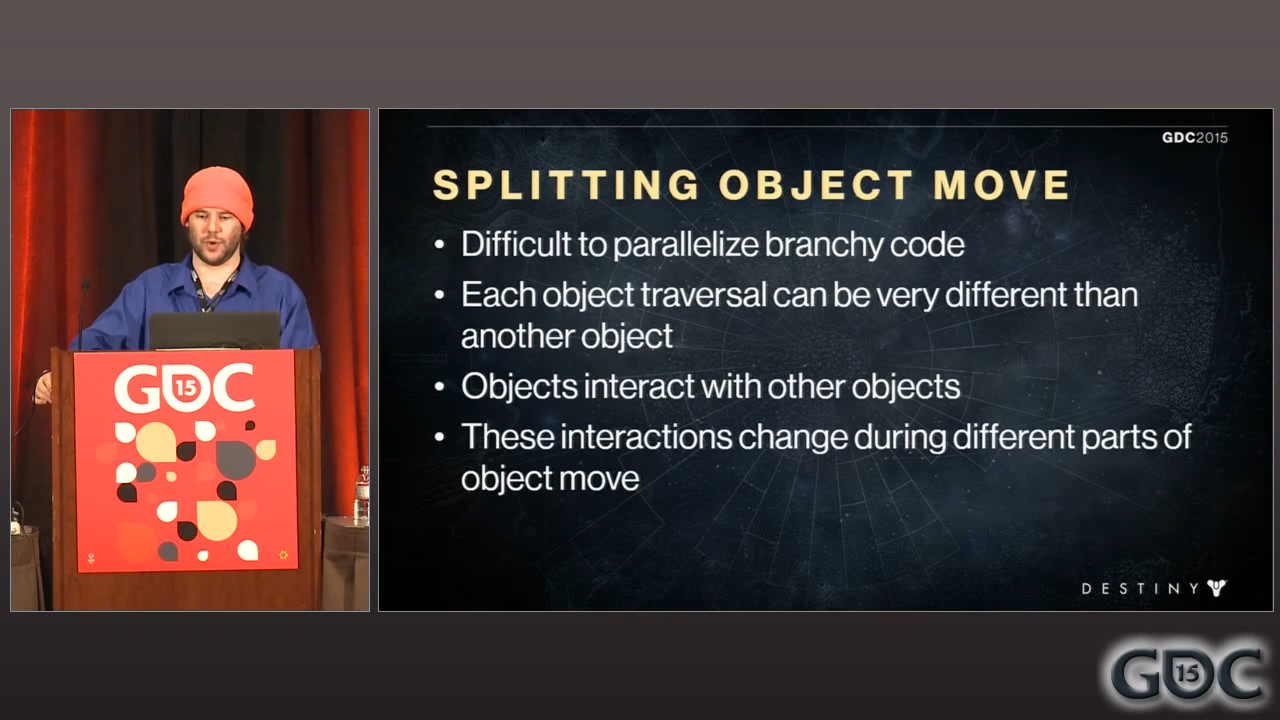 GDC 15
GDC2015
SPLITTING OBJECT MOVE
• Difficult to parallelize branchy code
• Each object traversal can be very different than
another object
• Objects interact with other objects
• These interactions change during different parts of
object move
DESTINY
GDC 15